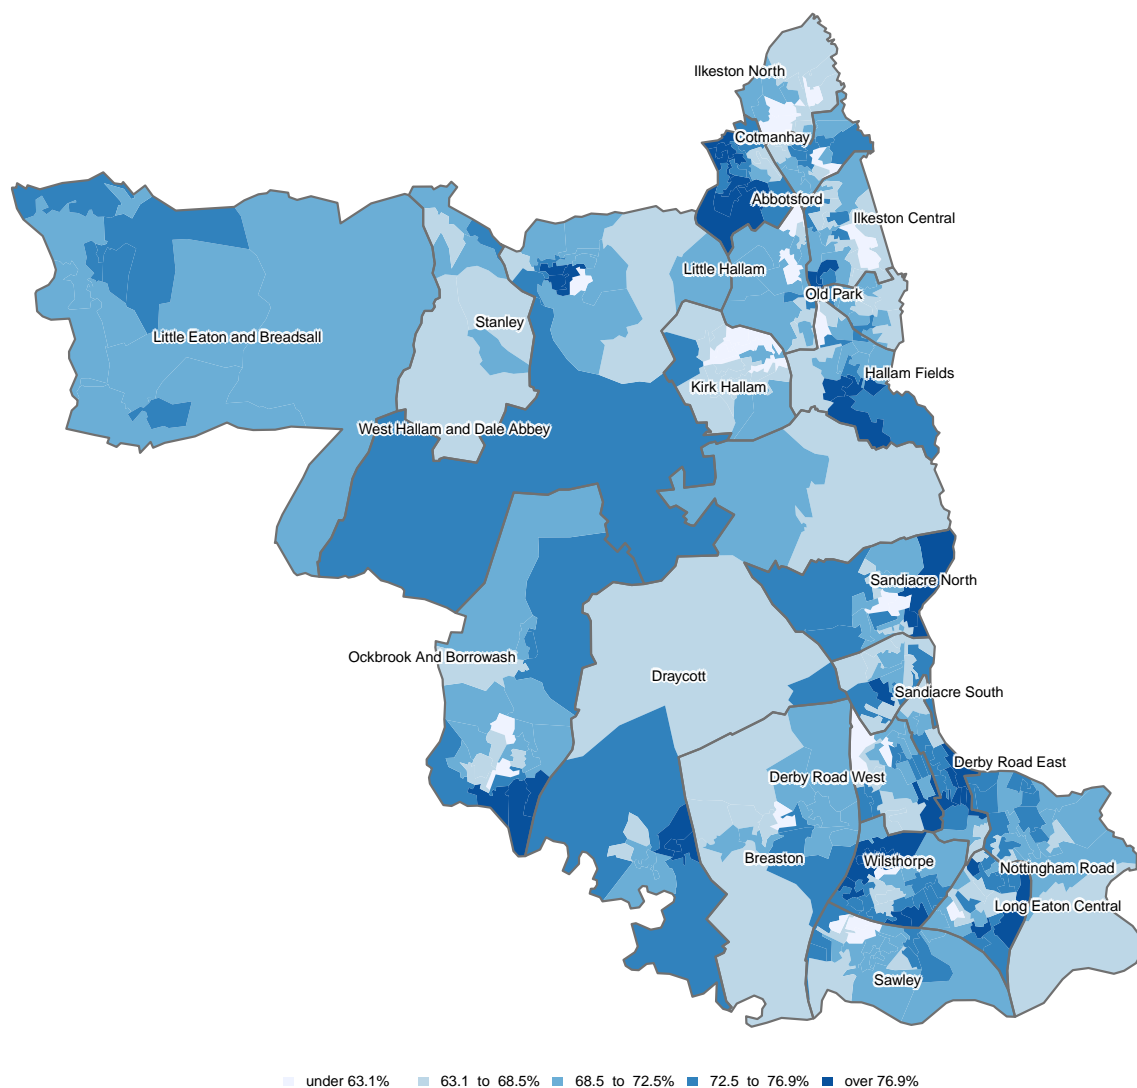 Ilkeston North
Cotmanhay
Abbotsford
Ilkeston Central
Little Hallam
Old Park
Stanley
Little Eaton and Breadsall
Hallam Fields
Kirk Hallam
West Hallam and Dale Abbey
Sandiacre North
Ockbrook And Borrowash
Draycott
Sandiacre South
Derby Road East
Derby Road West
Breaston
Wilsthorpe
Nottingham Road
Long Eaton Central
Sawley
under 63.1% 63.1 to 68.5% 68.5 to 72.5% 72.5 to 76.9% over 76.9%